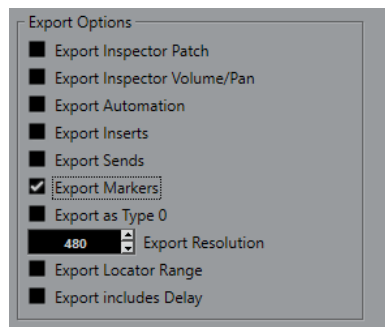 Export Options
Export Inspector Patch
Export Inspector Volume/Pan
Export Automation
Export Inserts
Export Sends
Export Markers
Export as Type 0
480 Export Resolution
Export Locator Range
Export includes Delay